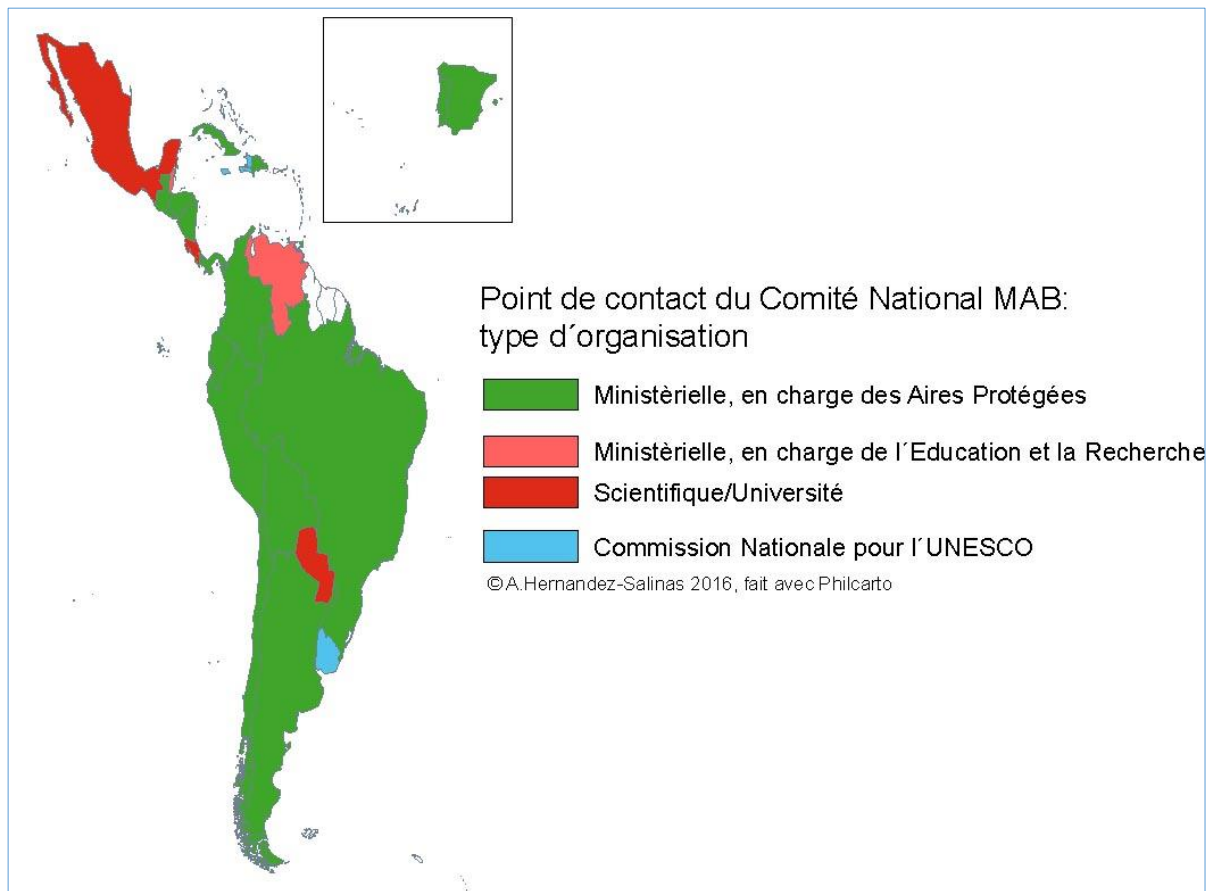 Point de contact du Comité National MAB:
type d´organisation
Ministèrielle, en charge des Aires Protégées
Ministèrielle, en charge de l´Education et la Recherche
Scientifique/Université
Commission Nationale pour l´UNESCO
©A.Hernandez-Salinas 2016, fait avec Philcarto